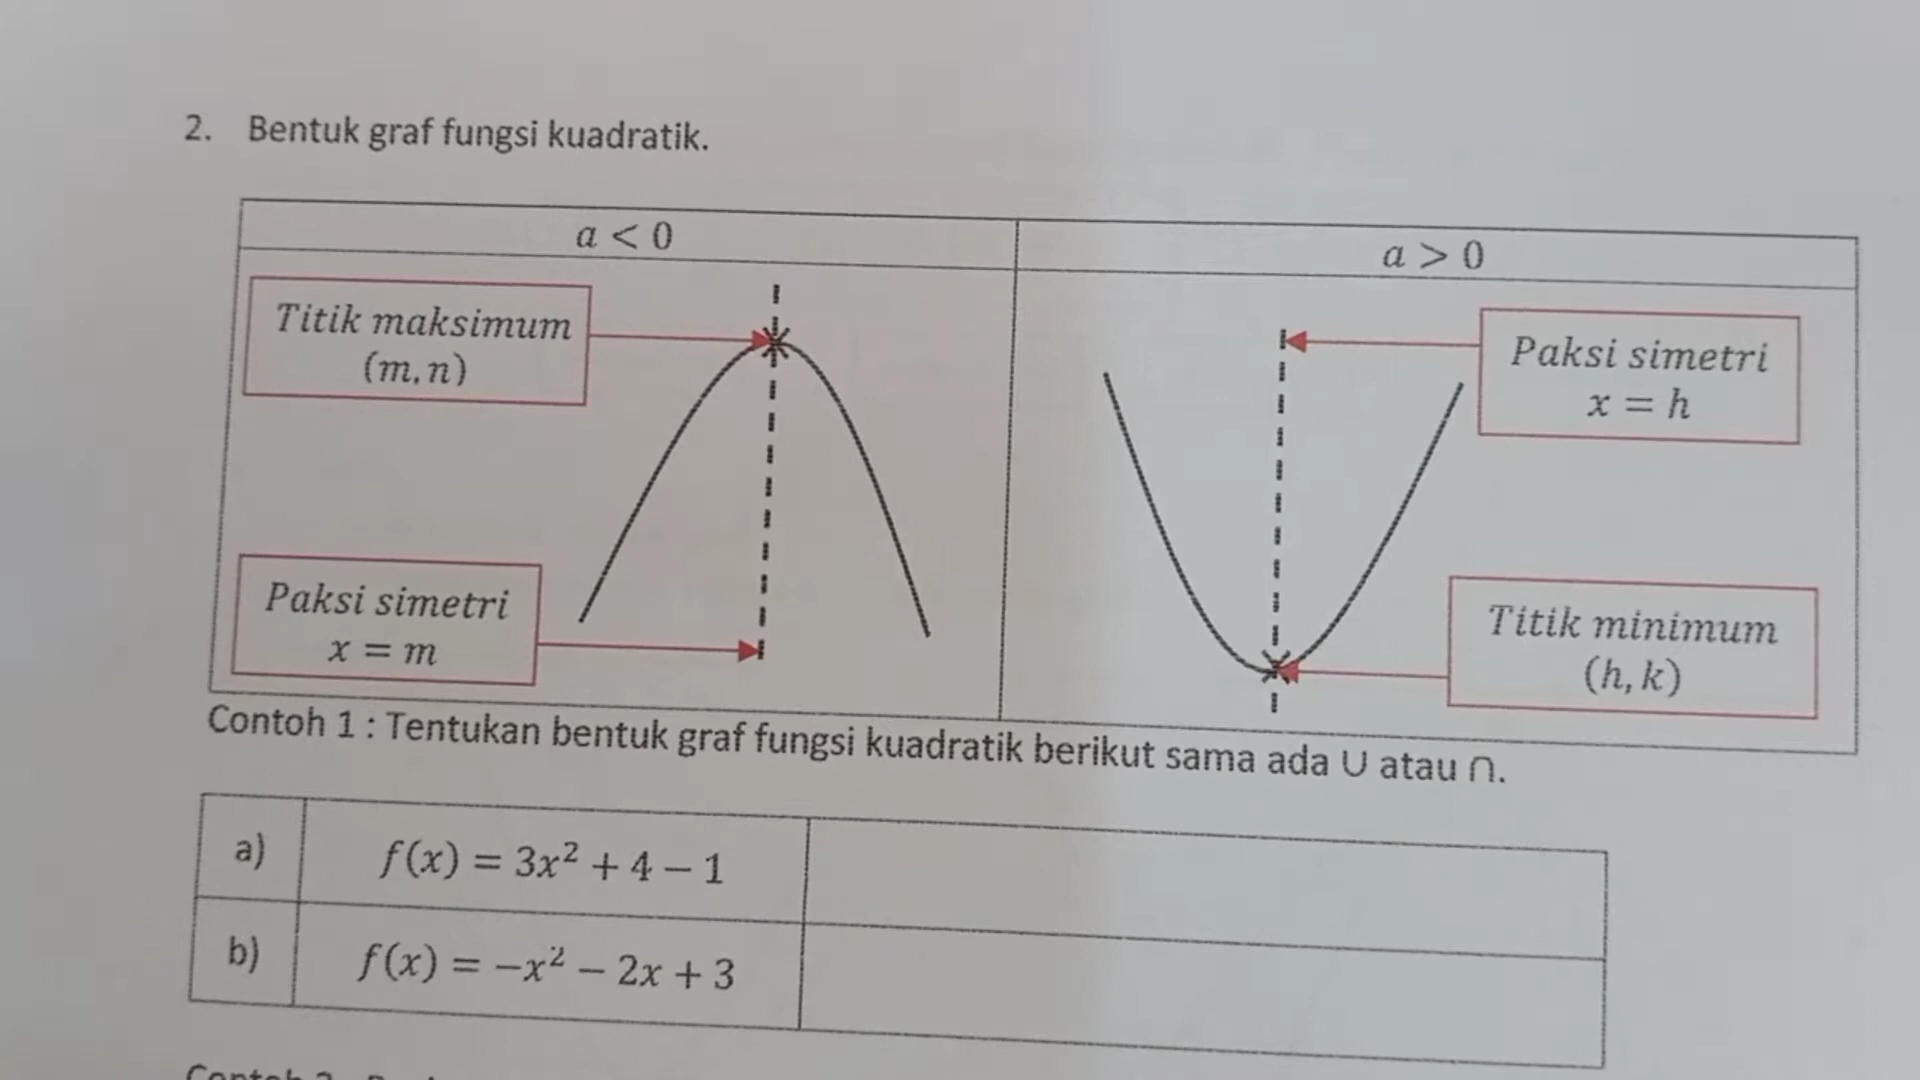 2. Bentuk graf fungsi kuadratik.
a < 0
a > 0
Titik maksimum
(m, n)
Paksi simetri
x = h
Paksi simetri
x = m
Titik minimum
(h, k)
Contoh 1 : Tentukan bentuk graf fungsi kuadratik berikut sama ada ∪ atau ∩.
a) f(x) = 3x² + 4 − 1
b) f(x) = −x² − 2x + 3